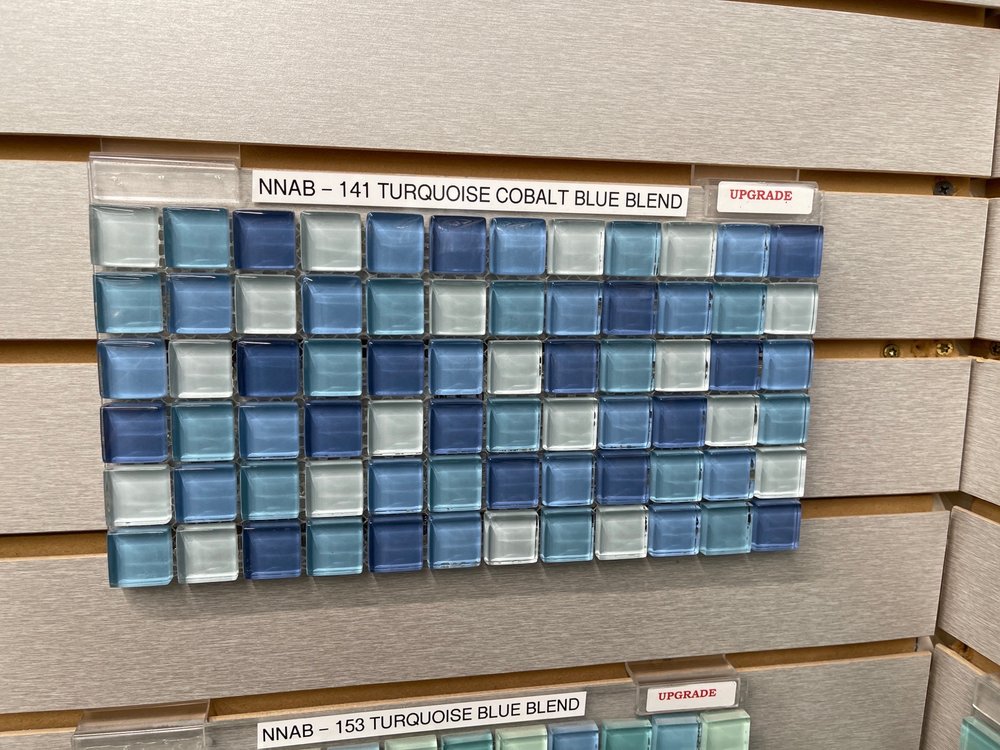 NNAB – 141 TURQUOISE COBALT BLUE BLEND
UPGRADE
NNAB – 153 TURQUOISE BLUE BLEND
UPGRADE